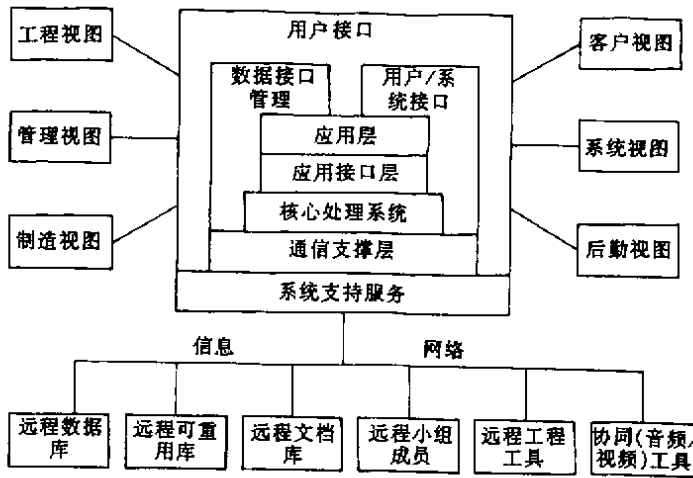 工程视图
用户接口
客户视图
数据接口
管理
用户/系
统接口
管理视图
应用层
系统视图
应用接口层
核心处理系统
制造视图
通信支撑层
后勤视图
系统支持服务
信息
网络
远程数据
库
远程可重
用库
远程文档
库
远程小组
成员
远程工程
工具
协同(音频/
视频)工具